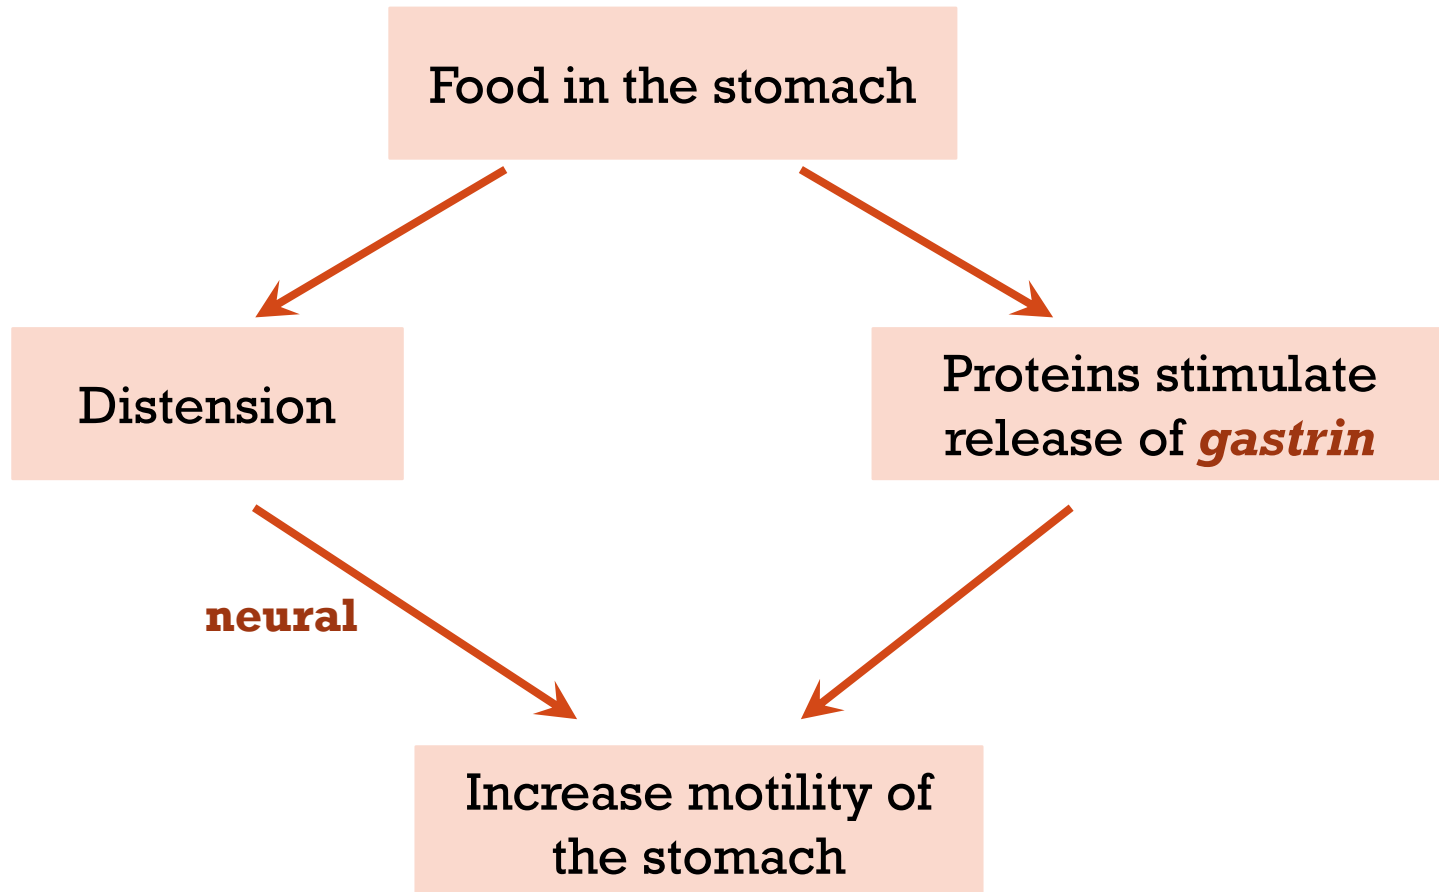 Food in the stomach
Distension
Proteins stimulate
release of gastrin
neural
Increase motility of
the stomach